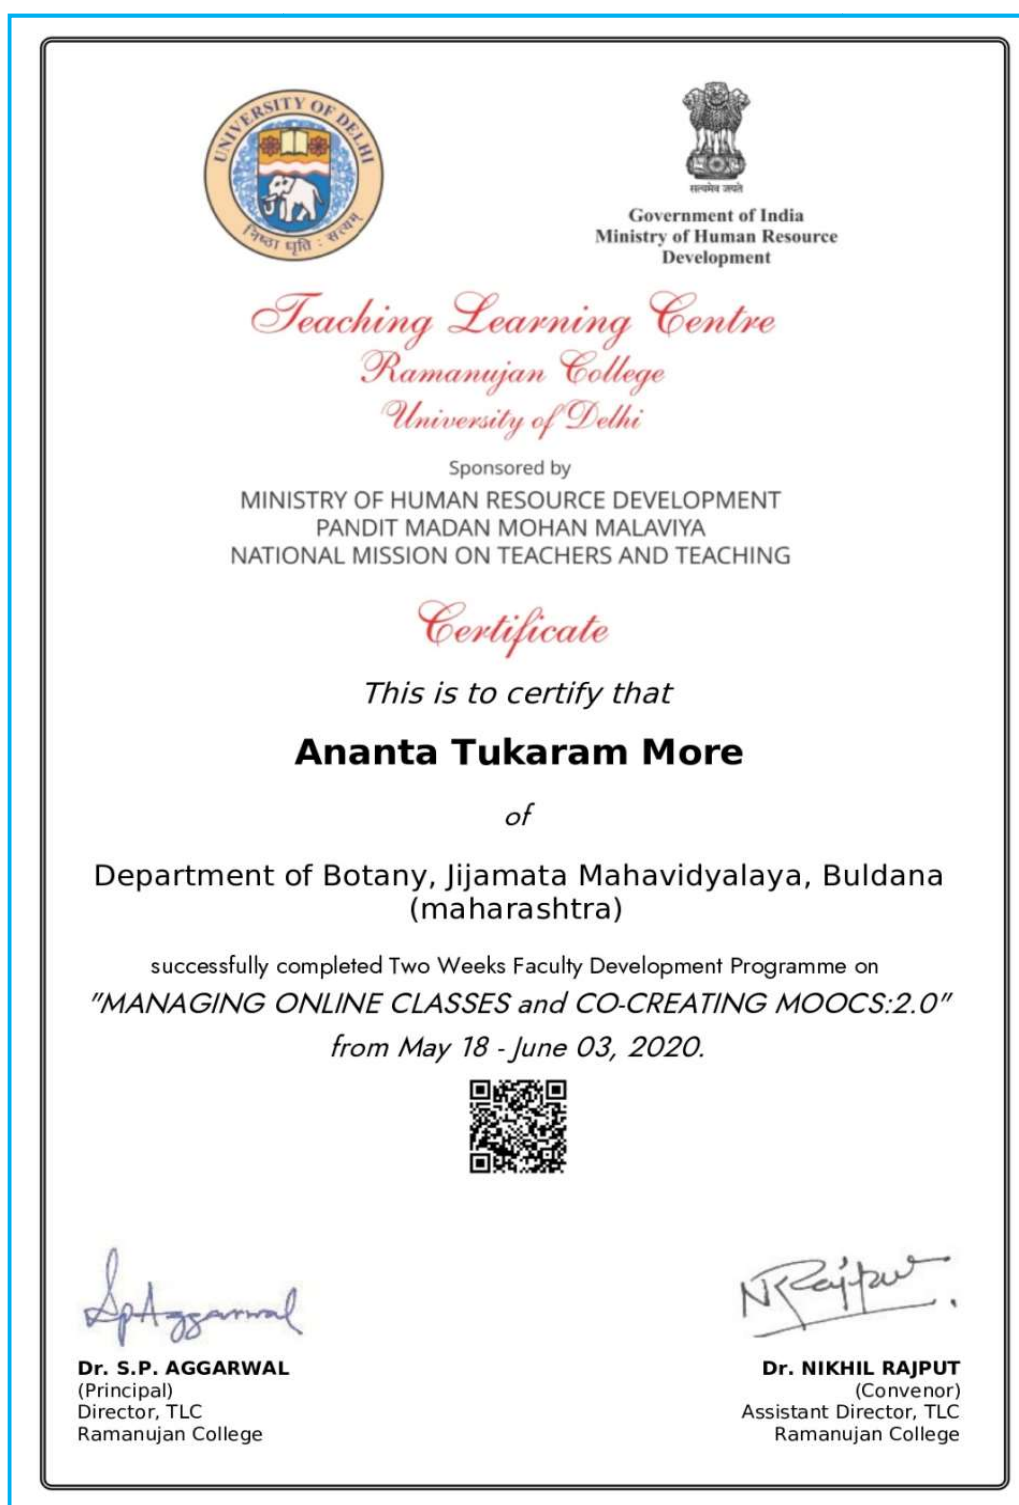 UNIVERSITY OF DELHI
निष्ठा धृति : सत्यम्
सत्यमेव जयते
Government of India
Ministry of Human Resource
Development
Teaching Learning Centre
Ramanujan College
University of Delhi
Sponsored by
MINISTRY OF HUMAN RESOURCE DEVELOPMENT
PANDIT MADAN MOHAN MALAVIYA
NATIONAL MISSION ON TEACHERS AND TEACHING
Certificate
This is to certify that
Ananta Tukaram More
of
Department of Botany, Jijamata Mahavidyalaya, Buldana
(maharashtra)
successfully completed Two Weeks Faculty Development Programme on
"MANAGING ONLINE CLASSES and CO-CREATING MOOCS:2.0"
from May 18 - June 03, 2020.
SpAggarwal
NRajput
Dr. S.P. AGGARWAL
(Principal)
Director, TLC
Ramanujan College
Dr. NIKHIL RAJPUT
(Convenor)
Assistant Director, TLC
Ramanujan College